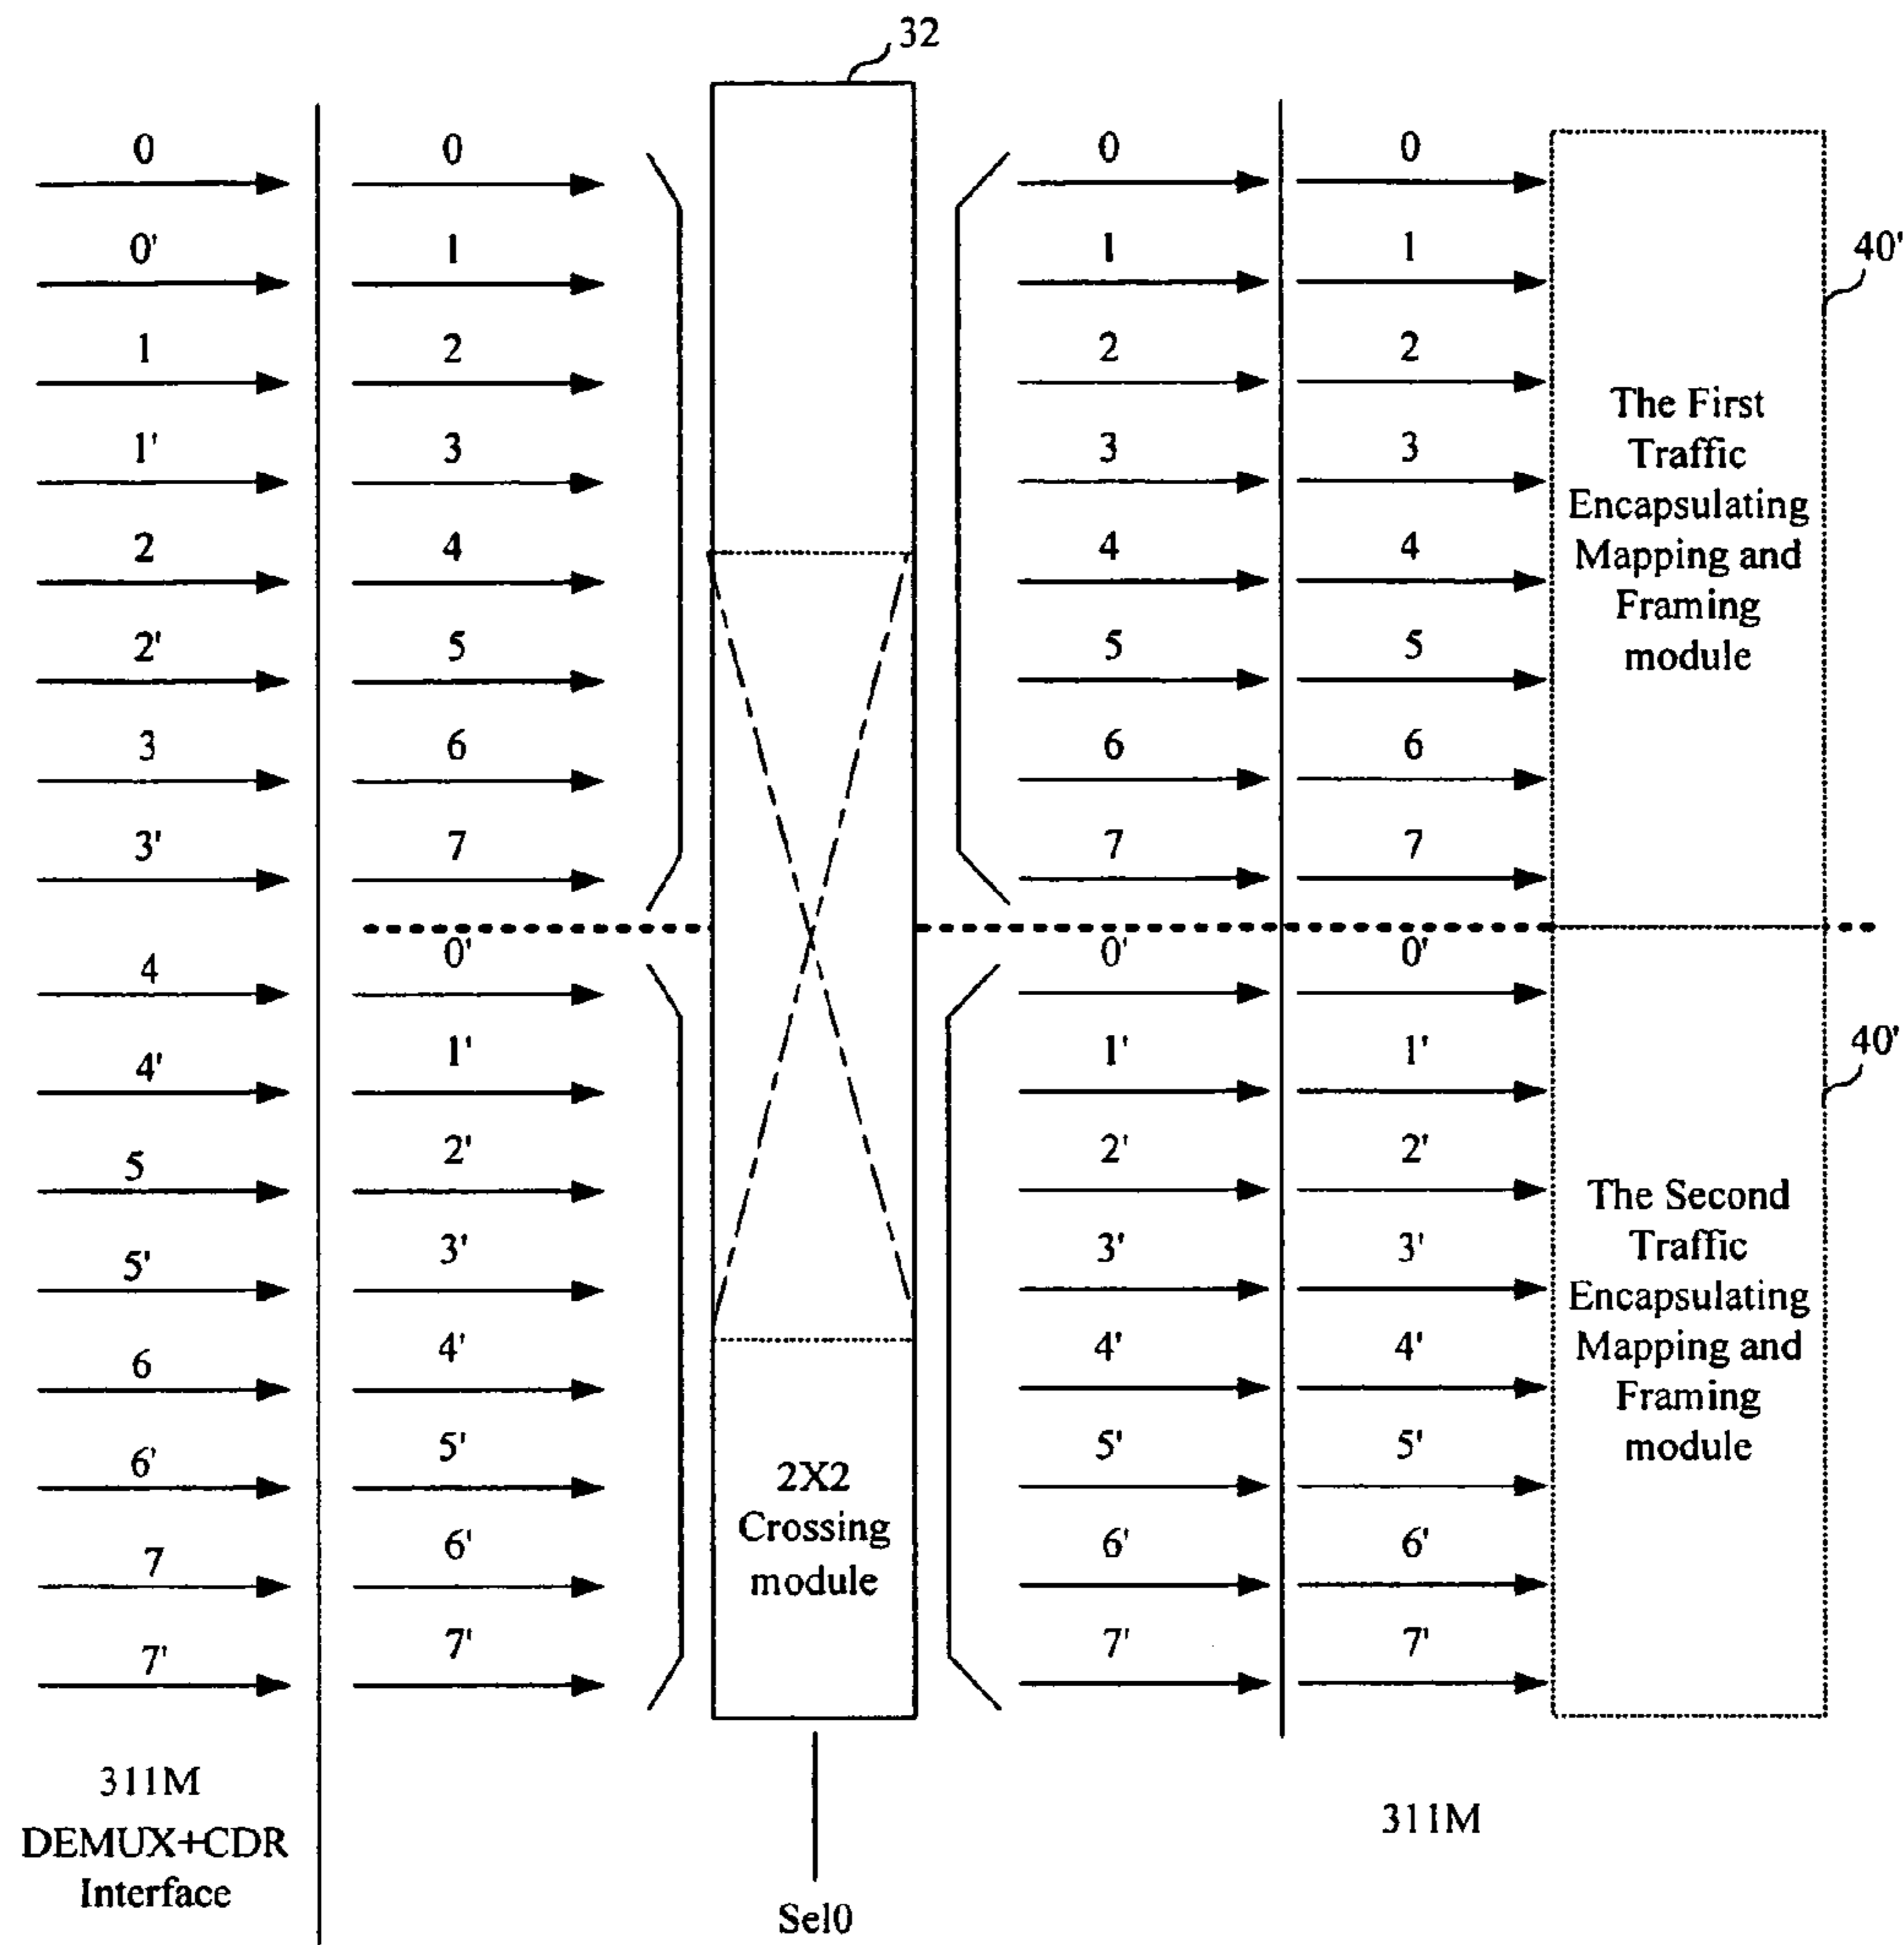 32
0 0 0 0
0' 1 1 1 40'
1 2 2 2
1' 3 3 3
2 4 4 4
2' 5 5 5
3 6 6 6
3' 7 7 7
The First
Traffic
Encapsulating
Mapping and
Framing
module
4 0' 0' 0'
4' 1' 1' 1' 40'
5 2' 2' 2'
5' 3' 3' 3'
6 4' 4' 4'
6' 5' 5' 5'
7 6' 6' 6'
7' 7' 7' 7'
The Second
Traffic
Encapsulating
Mapping and
Framing
module
2X2
Crossing
module
311M
DEMUX+CDR
Interface
Sel0
311M